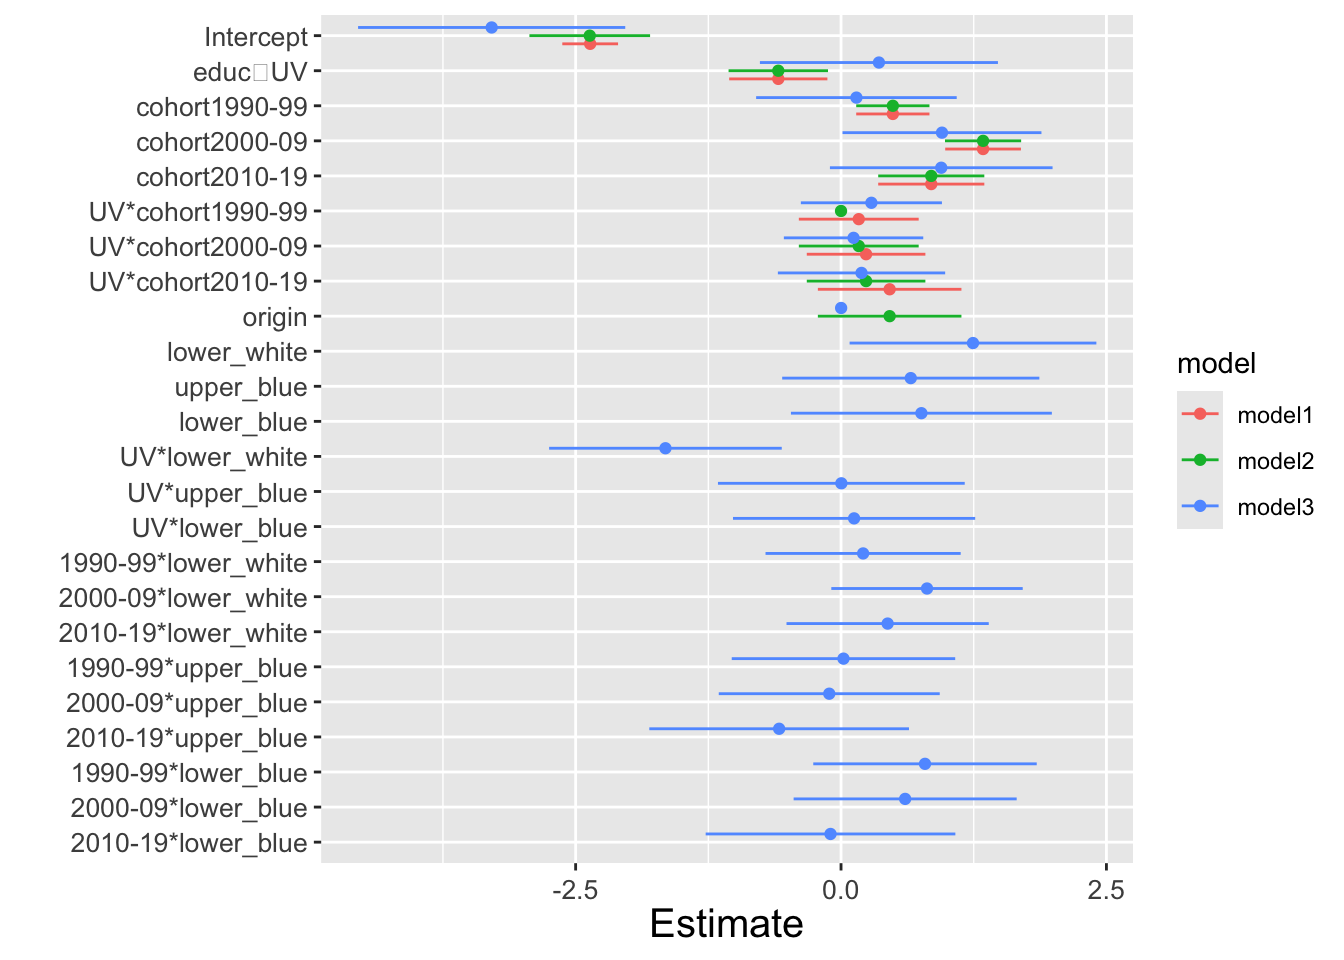 Intercept
educ□UV
cohort1990-99
cohort2000-09
cohort2010-19
UV*cohort1990-99
UV*cohort2000-09
UV*cohort2010-19
origin
lower_white
upper_blue
lower_blue
UV*lower_white
UV*upper_blue
UV*lower_blue
1990-99*lower_white
2000-09*lower_white
2010-19*lower_white
1990-99*upper_blue
2000-09*upper_blue
2010-19*upper_blue
1990-99*lower_blue
2000-09*lower_blue
2010-19*lower_blue
-2.5 0.0 2.5
Estimate
model
model1
model2
model3